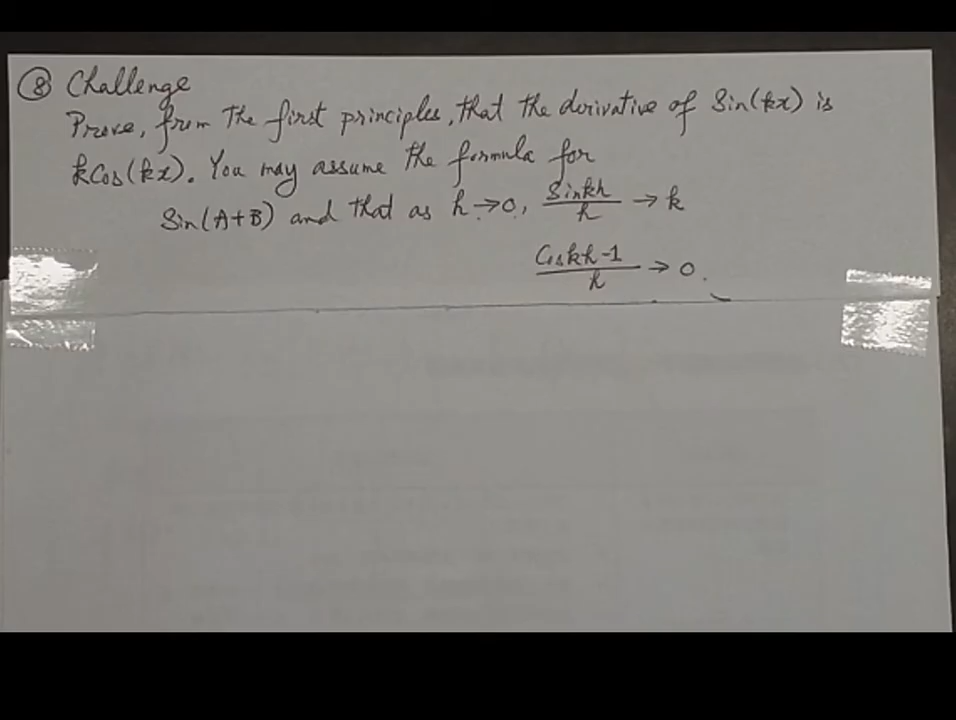 ⑧ Challenge
Prove, from the first principles, that the derivative of Sin(kx) is
kCos(kx). You may assume the formula for
Sin(A+B) and that as h→0, Sinkh/h → k
Coskh-1/h → 0.